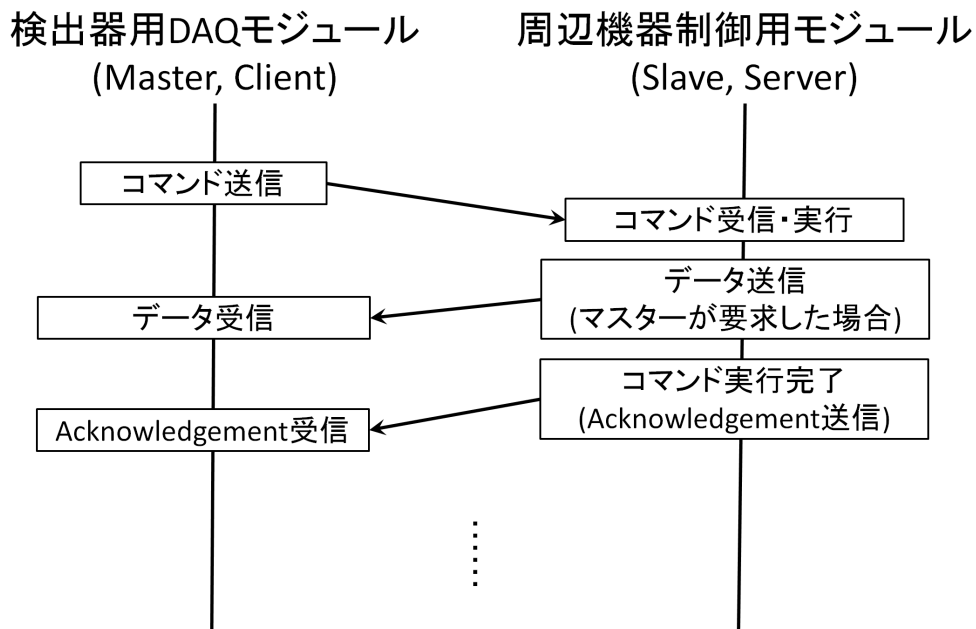 検出器用DAQモジュール
(Master, Client)
周辺機器制御用モジュール
(Slave, Server)
コマンド送信
コマンド受信・実行
データ送信
(マスターが要求した場合)
データ受信
コマンド実行完了
(Acknowledgement送信)
Acknowledgement受信